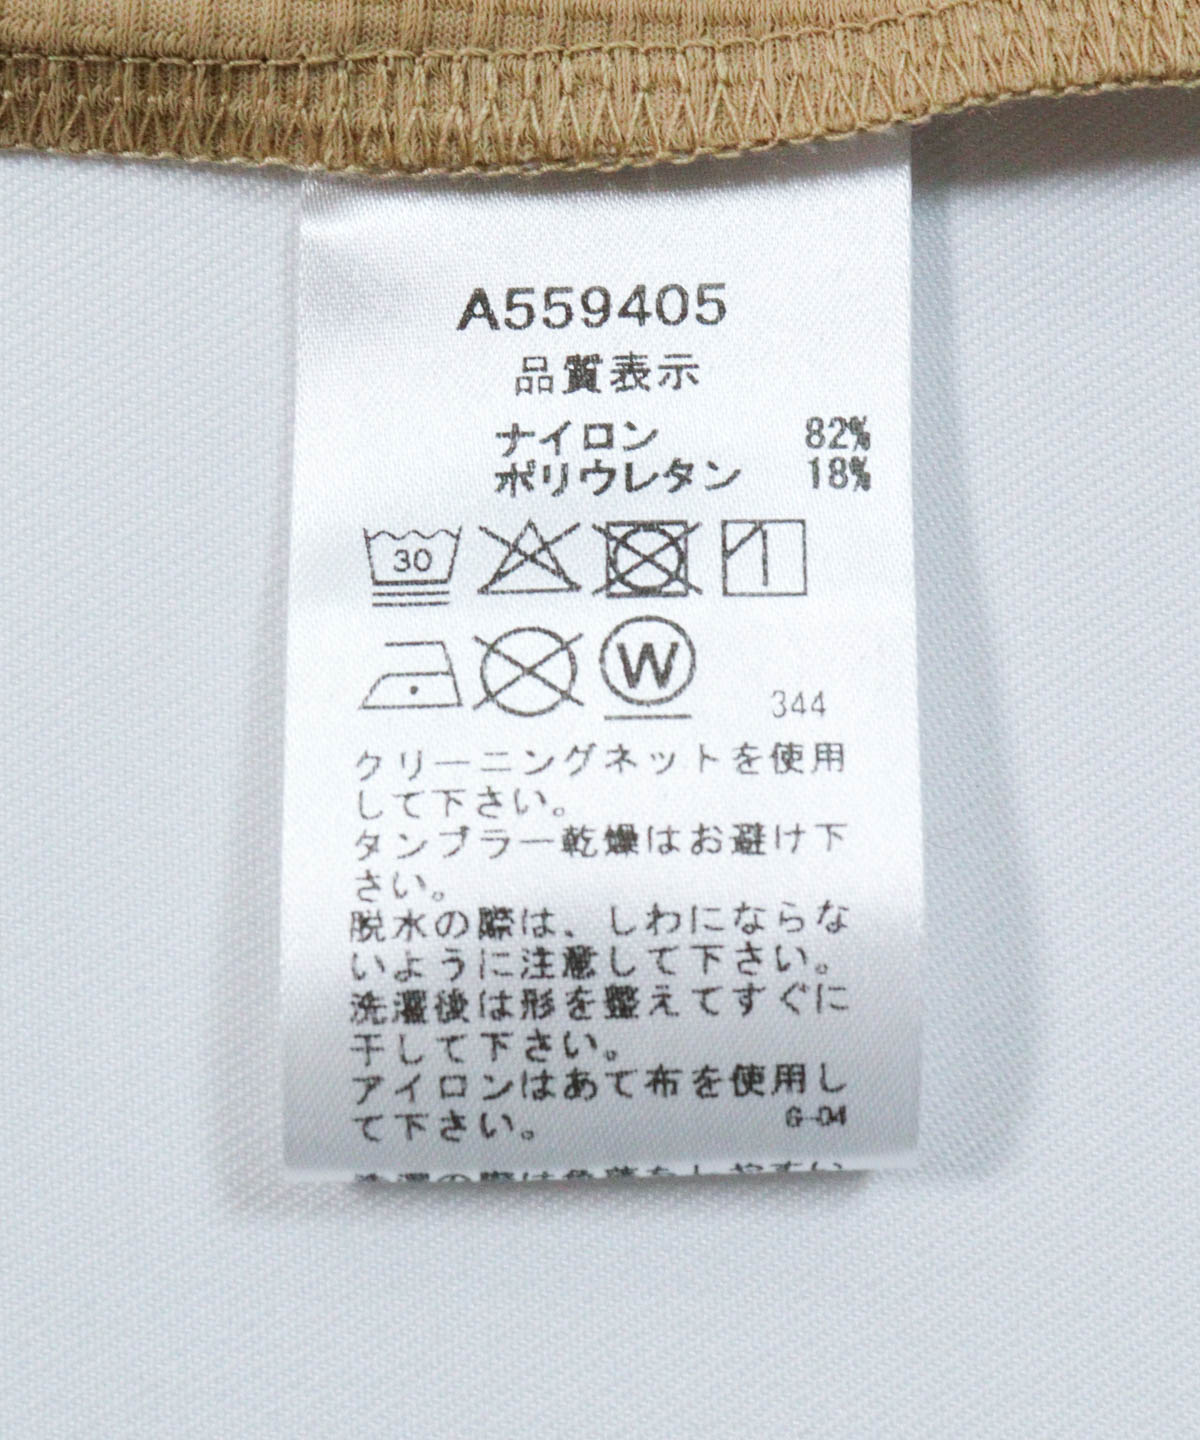 A559405
品質表示
ナイロン 82%
ポリウレタン 18%
30
W
344
クリーニングネットを使用
して下さい。
タンブラー乾燥はお避け下
さい。
脱水の際は、しわにならな
いように注意して下さい。
洗濯後は形を整えてすぐに
干して下さい。
アイロンはあて布を使用し
て下さい。 G-04